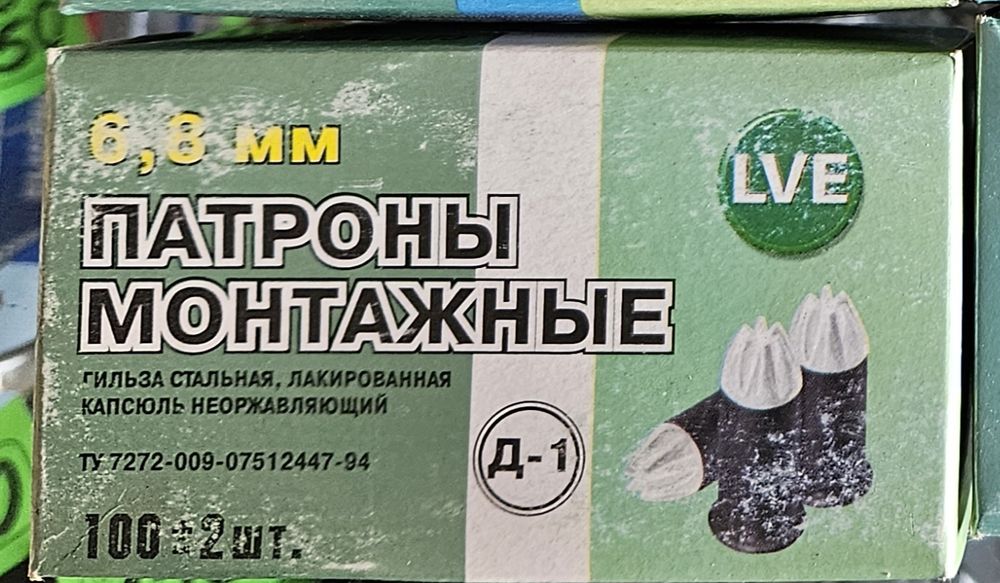 6,8 мм
LVE
ПАТРОНЫ
МОНТАЖНЫЕ
ГИЛЬЗА СТАЛЬНАЯ, ЛАКИРОВАННАЯ
КАПСЮЛЬ НЕОРЖАВЛЯЮЩИЙ
Д-1
ТУ 7272-009-07512447-94
100±2шт.